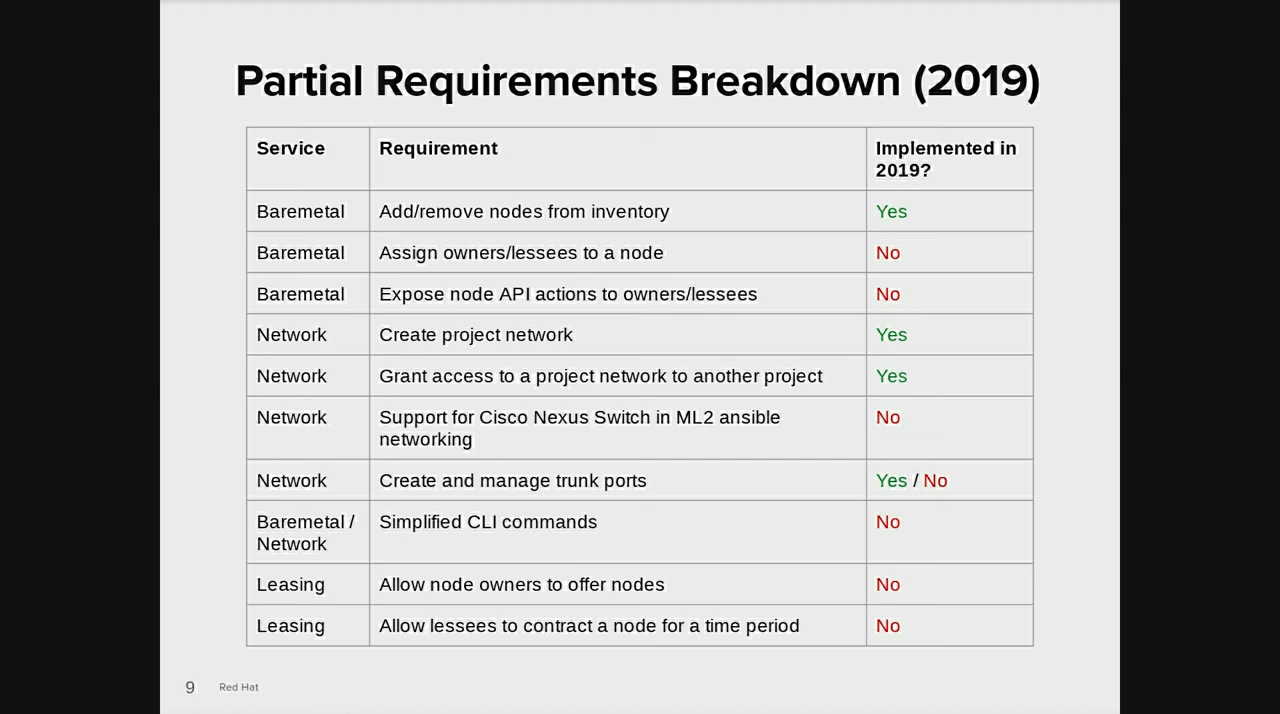 Partial Requirements Breakdown (2019)
Service Requirement Implemented in
2019?
Baremetal Add/remove nodes from inventory Yes
Baremetal Assign owners/lessees to a node No
Baremetal Expose node API actions to owners/lessees No
Network Create project network Yes
Network Grant access to a project network to another project Yes
Network Support for Cisco Nexus Switch in ML2 ansible No
networking
Network Create and manage trunk ports Yes / No
Baremetal / Simplified CLI commands No
Network
Leasing Allow node owners to offer nodes No
Leasing Allow lessees to contract a node for a time period No
9 Red Hat